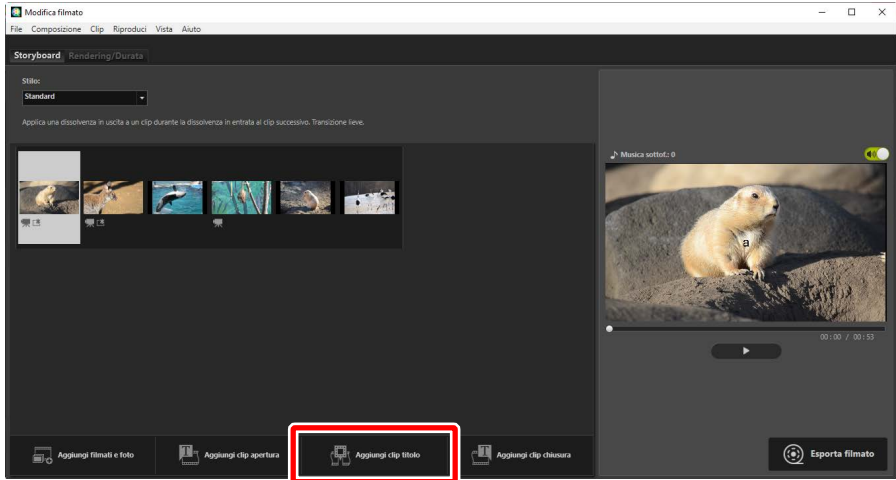 Modifica filmato
File Composizione Clip Riproduci Vista Aiuto
Storyboard Rendering/Durata
Stilo:
Standard
Applica una dissolvenza in uscita a un clip durante la dissolvenza in entrata al clip successivo. Transizione lieve.
Musica sottof.: 0
a
00:00 / 00:53
Aggiungi filmati e foto
Aggiungi clip apertura
Aggiungi clip titolo
Aggiungi clip chiusura
Esporta filmato